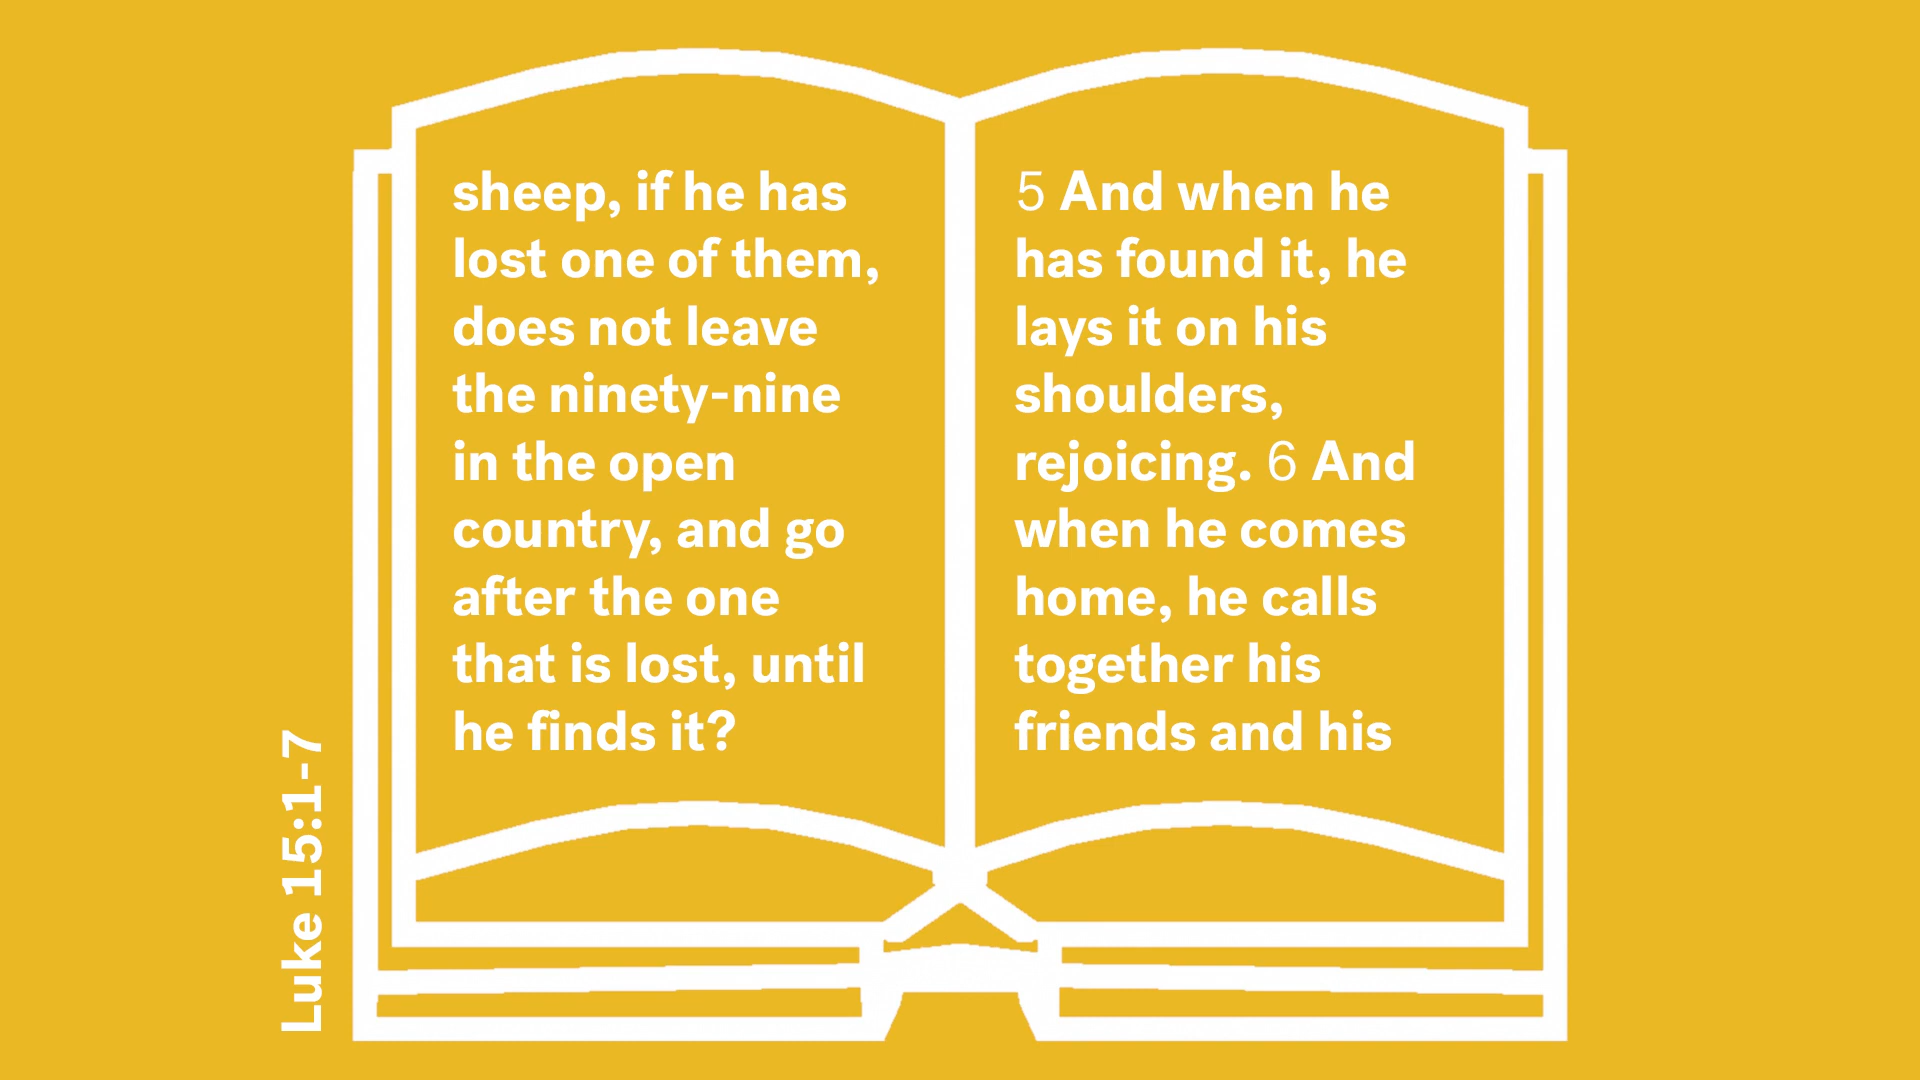 sheep, if he has
lost one of them,
does not leave
the ninety-nine
in the open
country, and go
after the one
that is lost, until
he finds it?
5 And when he
has found it, he
lays it on his
shoulders,
rejoicing. 6 And
when he comes
home, he calls
together his
friends and his
Luke 15:1-7